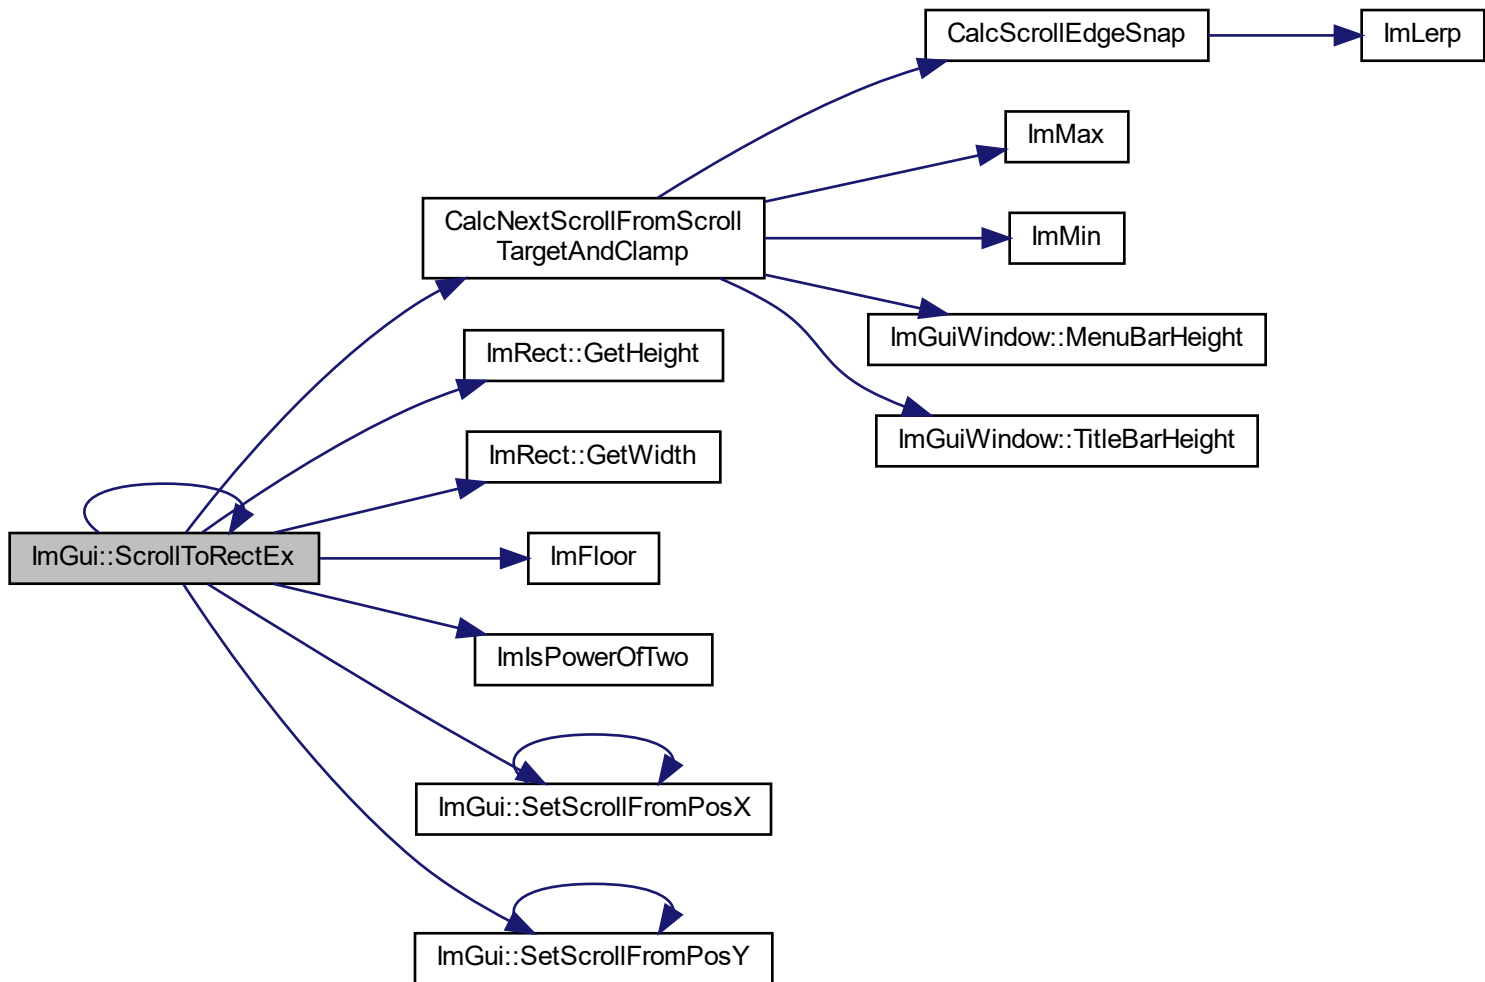 CalcScrollEdgeSnap
ImLerp
ImMax
CalcNextScrollFromScroll
TargetAndClamp
ImMin
ImGuiWindow::MenuBarHeight
ImRect::GetHeight
ImGuiWindow::TitleBarHeight
ImRect::GetWidth
ImGui::ScrollToRectEx
ImFloor
ImIsPowerOfTwo
ImGui::SetScrollFromPosX
ImGui::SetScrollFromPosY